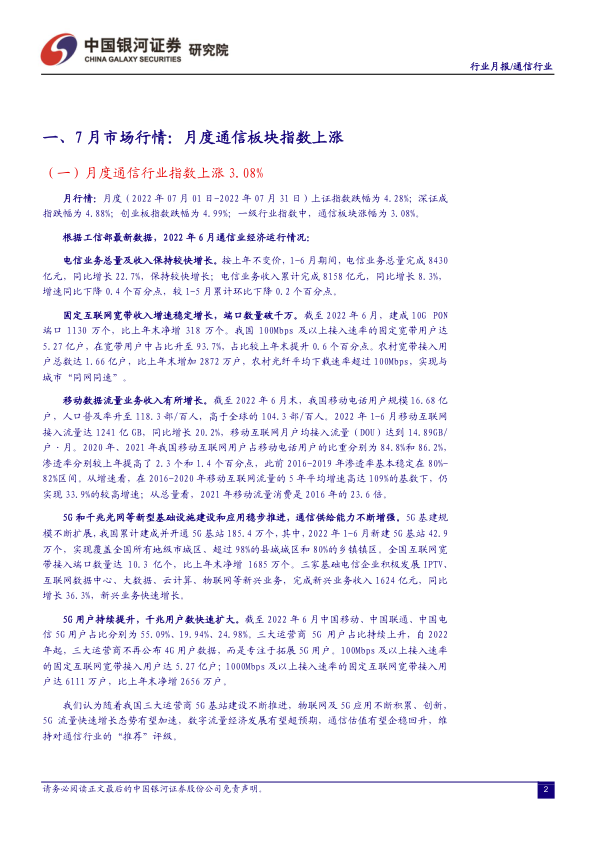 中国银河证券 研究院
CHINA GALAXY SECURITIES
行业月报/通信行业
一、7 月市场行情：月度通信板块指数上涨
（一）月度通信行业指数上涨 3.08%
月行情：月度（2022 年 07 月 01 日-2022 年 07 月 31 日）上证指数跌幅为 4.28%；深证成
指跌幅为 4.88%；创业板指数跌幅为 4.99%；一级行业指数中，通信板块涨幅为 3.08%。
根据工信部最新数据，2022 年 6 月通信业经济运行情况：
电信业务总量及收入保持较快增长。按上年不变价，1-6 月期间，电信业务总量完成 8430
亿元，同比增长 22.7%，保持较快增长；电信业务收入累计完成 8158 亿元，同比增长 8.3%，
增速同比下降 0.4 个百分点，较 1-5 月累计环比下降 0.2 个百分点。
固定互联网宽带收入增速稳定增长，端口数量破千万。截至 2022 年 6 月，建成 10G PON
端口 1130 万个，比上年末净增 318 万个。我国 100Mbps 及以上接入速率的固定宽带用户达
5.27 亿户，在宽带用户中占比升至 93.7%，占比较上年末提升 0.6 个百分点。农村宽带接入用
户总数达 1.66 亿户，比上年末增加 2872 万户，农村光纤平均下载速率超过 100Mbps，实现与
城市“同网同速”。
移动数据流量业务收入有所增长。截至 2022 年 6 月末，我国移动电话用户规模 16.68 亿
户，人口普及率升至 118.3 部/百人，高于全球的 104.3 部/百人。2022 年 1-6 月移动互联网
接入流量达 1241 亿 GB，同比增长 20.2%，移动互联网月户均接入流量（DOU）达到 14.89GB/
户·月。2020 年、2021 年我国移动互联网用户占移动电话用户的比重分别为 84.8%和 86.2%，
渗透率分别较上年提高了 2.3 个和 1.4 个百分点，此前 2016-2019 年渗透率基本稳定在 80%-
82%区间。从增速看，在 2016-2020 年移动互联网流量的 5 年平均增速高达 109%的基数下，仍
实现 33.9%的较高增速；从总量看，2021 年移动流量消费是 2016 年的 23.6 倍。
5G 和千兆光网等新型基础设施建设和应用稳步推进，通信供给能力不断增强。5G 基建规
模不断扩展，我国累计建成并开通 5G 基站 185.4 万个，其中，2022 年 1-6 月新建 5G 基站 42.9
万个，实现覆盖全国所有地级市城区、超过 98%的县城城区和 80%的乡镇镇区。全国互联网宽
带接入端口数量达 10.3 亿个，比上年末净增 1685 万个。三家基础电信企业积极发展 IPTV、
互联网数据中心、大数据、云计算、物联网等新兴业务，完成新兴业务收入 1624 亿元，同比
增长 36.3%，新兴业务快速增长。
5G 用户持续提升，千兆用户数快速扩大。截至 2022 年 6 月中国移动、中国联通、中国电
信 5G 用户占比分别为 55.09%、19.94%、24.98%。三大运营商 5G 用户占比持续上升，自 2022
年起，三大运营商不再公布 4G 用户数据，而是专注于拓展 5G 用户。100Mbps 及以上接入速率
的固定互联网宽带接入用户达 5.27 亿户；1000Mbps 及以上接入速率的固定互联网宽带接入用
户达 6111 万户，比上年末净增 2656 万户。
我们认为随着我国三大运营商 5G 基站建设不断推进，物联网及 5G 应用不断积累、创新，
5G 流量快速增长态势有望加速，数字流量经济发展有望超预期，通信估值有望企稳回升，维
持对通信行业的“推荐”评级。
请务必阅读正文最后的中国银河证券股份公司免责声明。
2